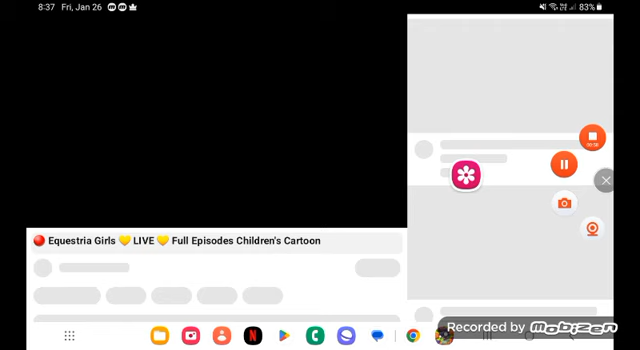 8:37 Fri, Jan 26
83%
Equestria Girls 💛 LIVE 💛 Full Episodes Children's Cartoon
Recorded by Mobizen